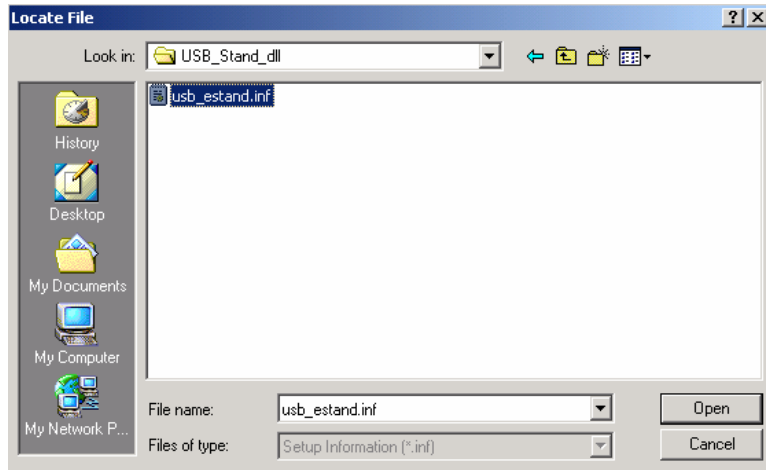 Locate File
Look in: USB_Stand_dll
usb_estand.inf
History
Desktop
My Documents
My Computer
My Network P...
File name: usb_estand.inf Open
Files of type: Setup Information (*.inf) Cancel